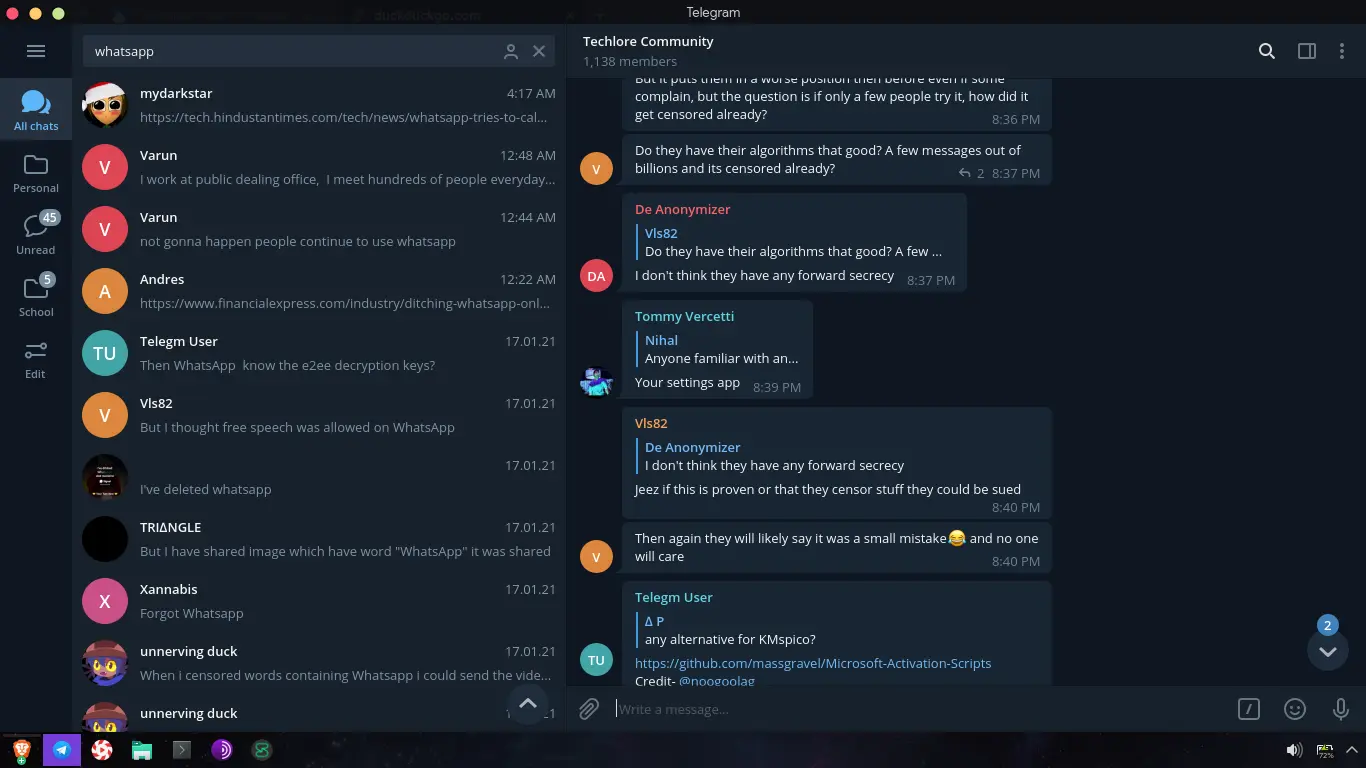 Telegram
whatsapp
All chats
Personal
45
Unread
5
School
Edit
mydarkstar 4:17 AM
https://tech.hindustantimes.com/tech/news/whatsapp-tries-to-cal...
V
Varun 12:48 AM
I work at public dealing office, I meet hundreds of people everyday...
V
Varun 12:44 AM
not gonna happen people continue to use whatsapp
A
Andres 12:22 AM
https://www.financialexpress.com/industry/ditching-whatsapp-onl...
TU
Telegm User 17.01.21
Then WhatsApp know the e2ee decryption keys?
V
Vls82 17.01.21
But I thought free speech was allowed on WhatsApp
17.01.21
I've deleted whatsapp
TRIΔNGLE 17.01.21
But I have shared image which have word "WhatsApp" it was shared
X
Xannabis 17.01.21
Forgot Whatsapp
unnerving duck 17.01.21
When i censored words containing Whatsapp i could send the vide...
unnerving duck
Techlore Community
1,138 members
But it puts them in a worse position then before even if some
complain, but the question is if only a few people try it, how did it
get censored already?
8:36 PM
Do they have their algorithms that good? A few messages out of
billions and its censored already?
2 8:37 PM
V
De Anonymizer
Vls82
Do they have their algorithms that good? A few ...
I don't think they have any forward secrecy 8:37 PM
DA
Tommy Vercetti
Nihal
Anyone familiar with an...
Your settings app 8:39 PM
Vls82
De Anonymizer
I don't think they have any forward secrecy
Jeez if this is proven or that they censor stuff they could be sued
8:40 PM
Then again they will likely say it was a small mistake😂 and no one
will care
8:40 PM
V
Telegm User
Δ P
any alternative for KMspico?
TU
https://github.com/massgravel/Microsoft-Activation-Scripts
Credit- @noogoolag
2
Write a message...
72%